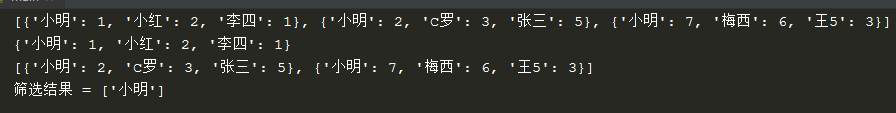 [{'小明': 1, '小红': 2, '李四': 1}, {'小明': 2, 'C罗': 3, '张三': 5}, {'小明': 7, '梅西': 6, '王5': 3}]
{'小明': 1, '小红': 2, '李四': 1}
[{'小明': 2, 'C罗': 3, '张三': 5}, {'小明': 7, '梅西': 6, '王5': 3}]
筛选结果 = ['小明']